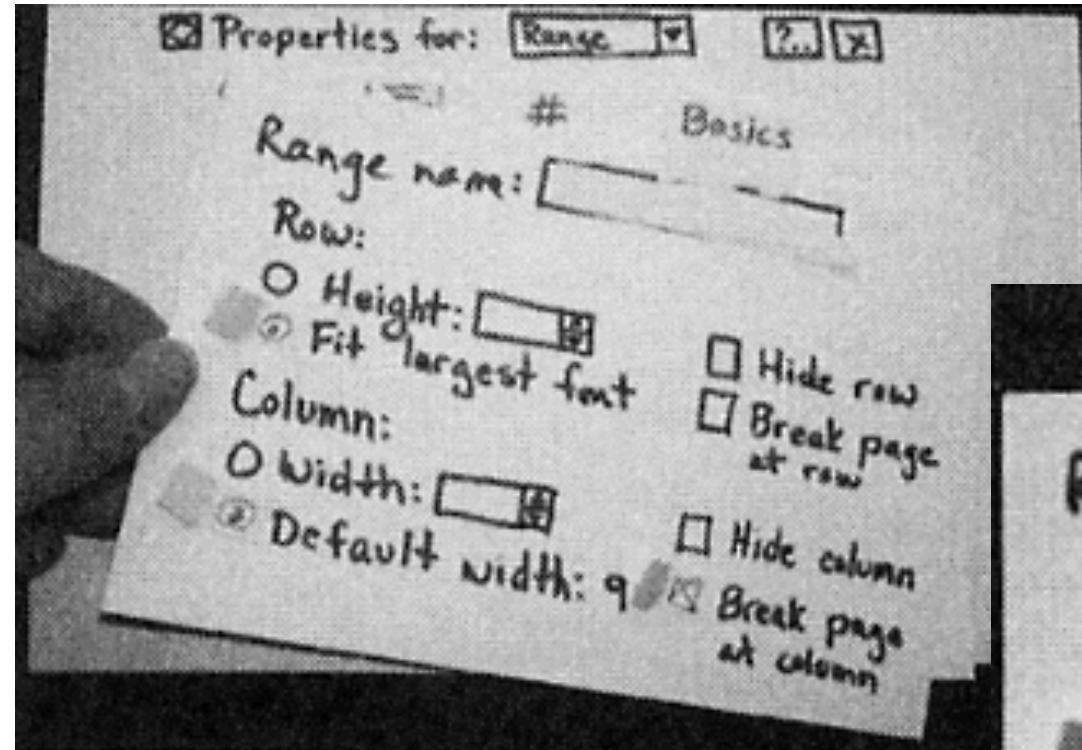 Properties for: Range ?.. x
# Basics
Range name:
Row:
Height:
Fit largest font
Hide row
Break page
at row
Column:
Width:
Default width: 9
Hide column
Break page
at column